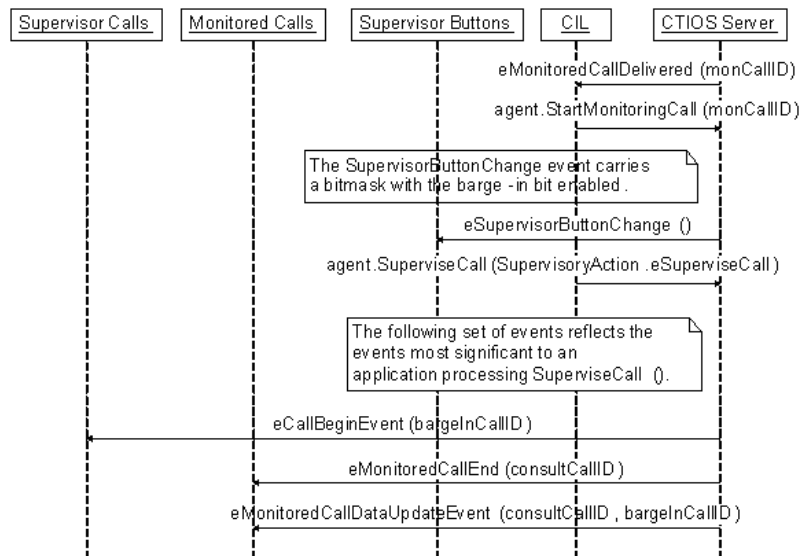 Supervisor Calls
Monitored Calls
Supervisor Buttons
CIL
CTIOS Server
eMonitoredCallDelivered (monCallID)
agent.StartMonitoringCall (monCallID)
The SupervisorButtonChange event carries
a bitmask with the barge -in bit enabled .
eSupervisorButtonChange ()
agent.SuperviseCall (SupervisoryAction .eSuperviseCall )
The following set of events reflects the
events most significant to an
application processing SuperviseCall ().
eCallBeginEvent (bargeInCallID )
eMonitoredCallEnd (consultCallID )
eMonitoredCallDataUpdateEvent (consultCallID , bargeInCallID )